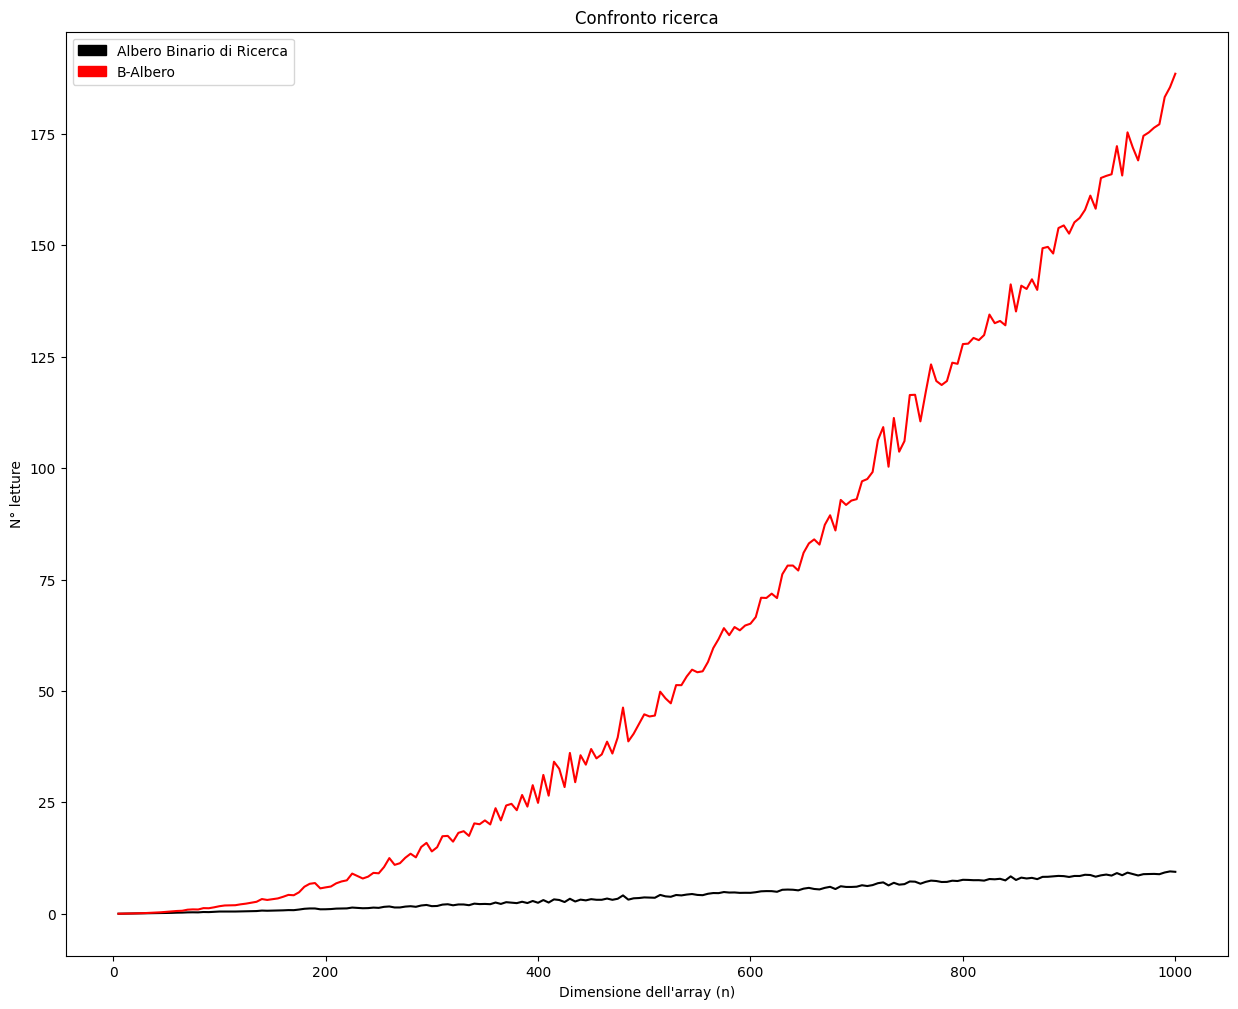 Confronto ricerca
Albero Binario di Ricerca
B-Albero
175
150
125
100
75
50
25
0
N° letture
0 200 400 600 800 1000
Dimensione dell'array (n)